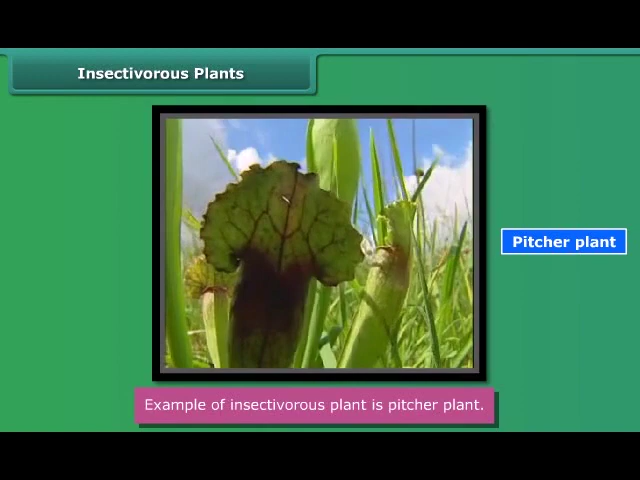 Insectivorous Plants
Pitcher plant
Example of insectivorous plant is pitcher plant.